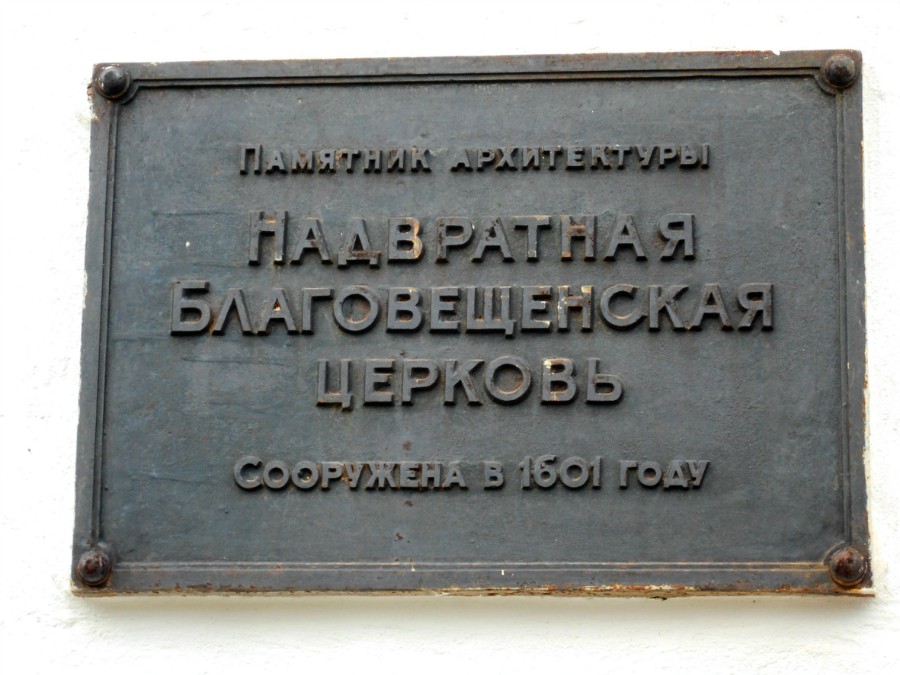 Памятник архитектуры
Надвратная
Благовещенская
церковь
Сооружена в 1601 году